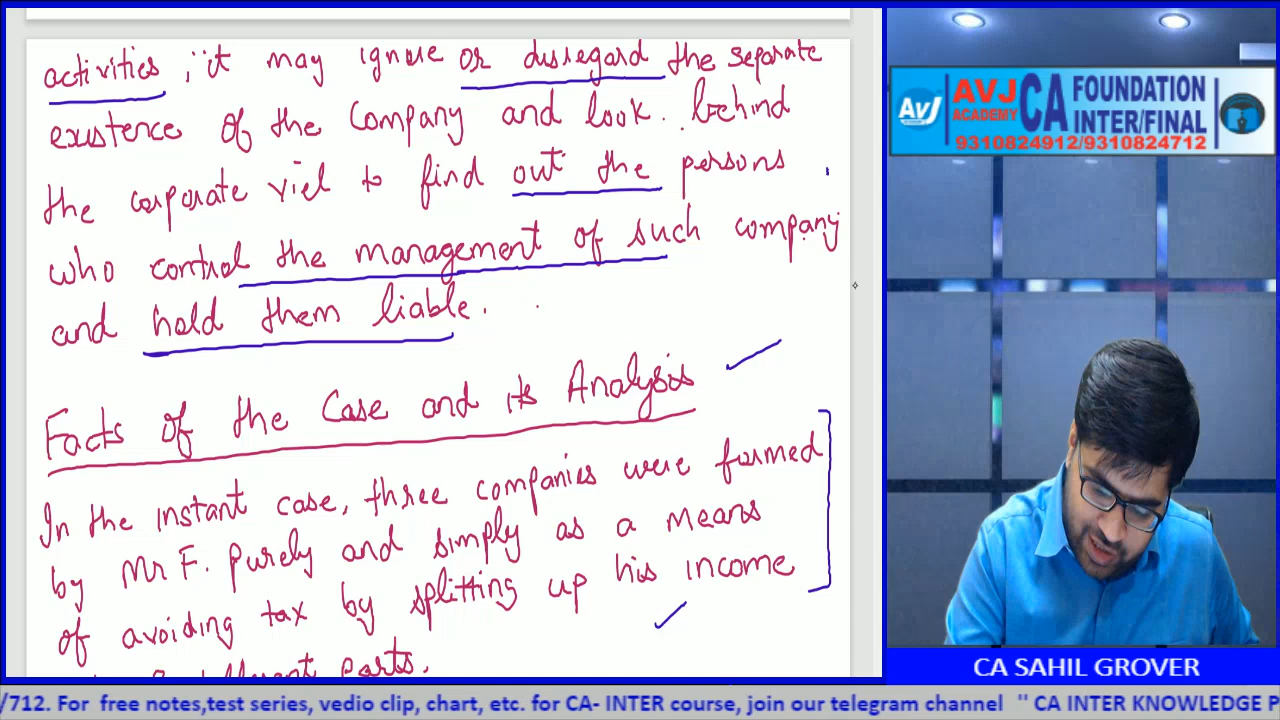 activities, it may ignore or disregard the separate
existence of the Company and look behind
the corporate viel to find out the persons
who control the management of such company
and hold them liable.
Facts of the Case and its Analysis
In the instant case, three companies were formed
by Mr F. Purely and simply as a means
of avoiding tax by splitting up his income
parts.
AVJ
AVJ
ACADEMY
CA
FOUNDATION
INTER/FINAL
9310824912/9310824712
CA SAHIL GROVER
/712. For free notes,test series, vedio clip, chart, etc. for CA- INTER course, join our telegram channel " CA INTER KNOWLEDGE P